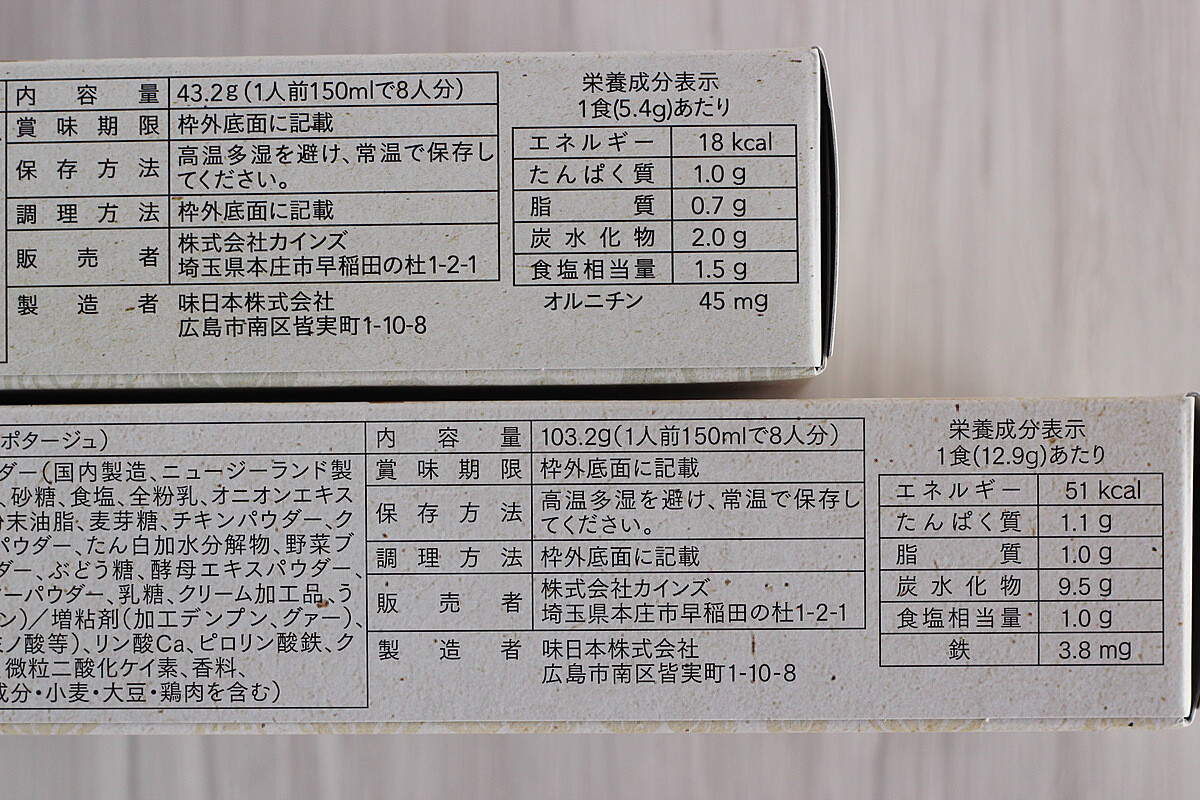 内容量 43.2g(1人前150mlで8人分)
賞味期限 枠外底面に記載
保存方法 高温多湿を避け、常温で保存し
てください。
調理方法 枠外底面に記載
販売者 株式会社カインズ
埼玉県本庄市早稲田の杜1-2-1
製造者 味日本株式会社
広島市南区皆実町1-10-8
栄養成分表示
1食(5.4g)あたり
エネルギー 18 kcal
たんぱく質 1.0 g
脂質 0.7 g
炭水化物 2.0 g
食塩相当量 1.5 g
オルニチン 45 mg
ポタージュ)
ダー(国内製造、ニュージーランド製
、砂糖、食塩、全粉乳、オニオンエキス
末油脂、麦芽糖、チキンパウダー、ク
パウダー、たん白加水分解物、野菜ブ
ダー、ぶどう糖、酵母エキスパウダー、
ーパウダー、乳糖、クリーム加工品、う
ン)/増粘剤(加工デンプン、グァー)、
ノ酸等)、リン酸Ca、ピロリン酸鉄、ク
微粒二酸化ケイ素、香料、
成分・小麦・大豆・鶏肉を含む)
内容量 103.2g(1人前150mlで8人分)
賞味期限 枠外底面に記載
保存方法 高温多湿を避け、常温で保存し
てください。
調理方法 枠外底面に記載
販売者 株式会社カインズ
埼玉県本庄市早稲田の杜1-2-1
製造者 味日本株式会社
広島市南区皆実町1-10-8
栄養成分表示
1食(12.9g)あたり
エネルギー 51 kcal
たんぱく質 1.1 g
脂質 1.0 g
炭水化物 9.5 g
食塩相当量 1.0 g
鉄 3.8 mg